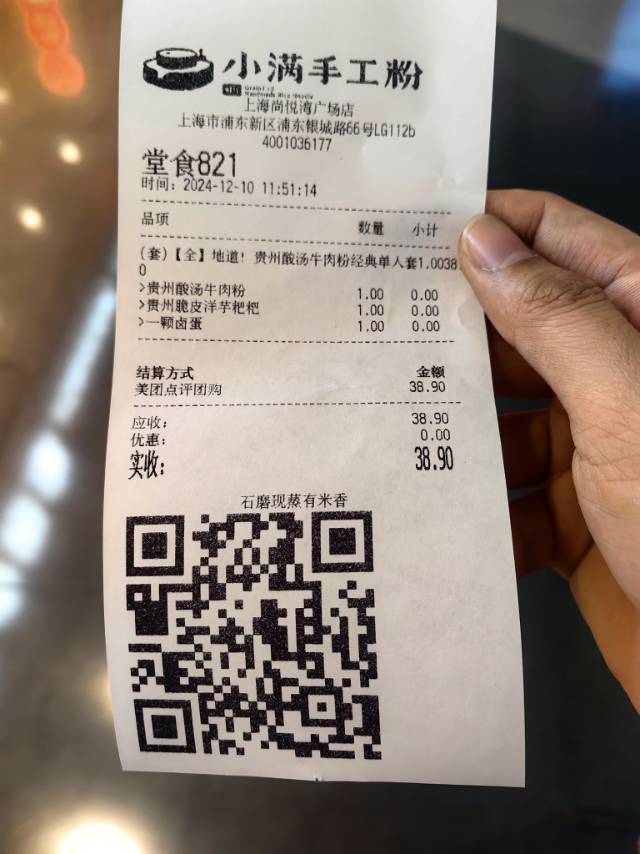 小满手工粉
Handmade Rice Noodle
上海尚悦湾广场店
上海市浦东新区浦东银城路66号LG112b
4001036177
堂食821
时间：2024-12-10 11:51:14
品项 数量 小计
(套)【全】地道！贵州酸汤牛肉粉经典单人套1.0038.
0
>贵州酸汤牛肉粉 1.00 0.00
>贵州脆皮洋芋粑粑 1.00 0.00
>一颗卤蛋 1.00 0.00
结算方式 金额
美团点评团购 38.90
应收： 38.90
优惠： 0.00
实收： 38.90
石磨现蒸有米香